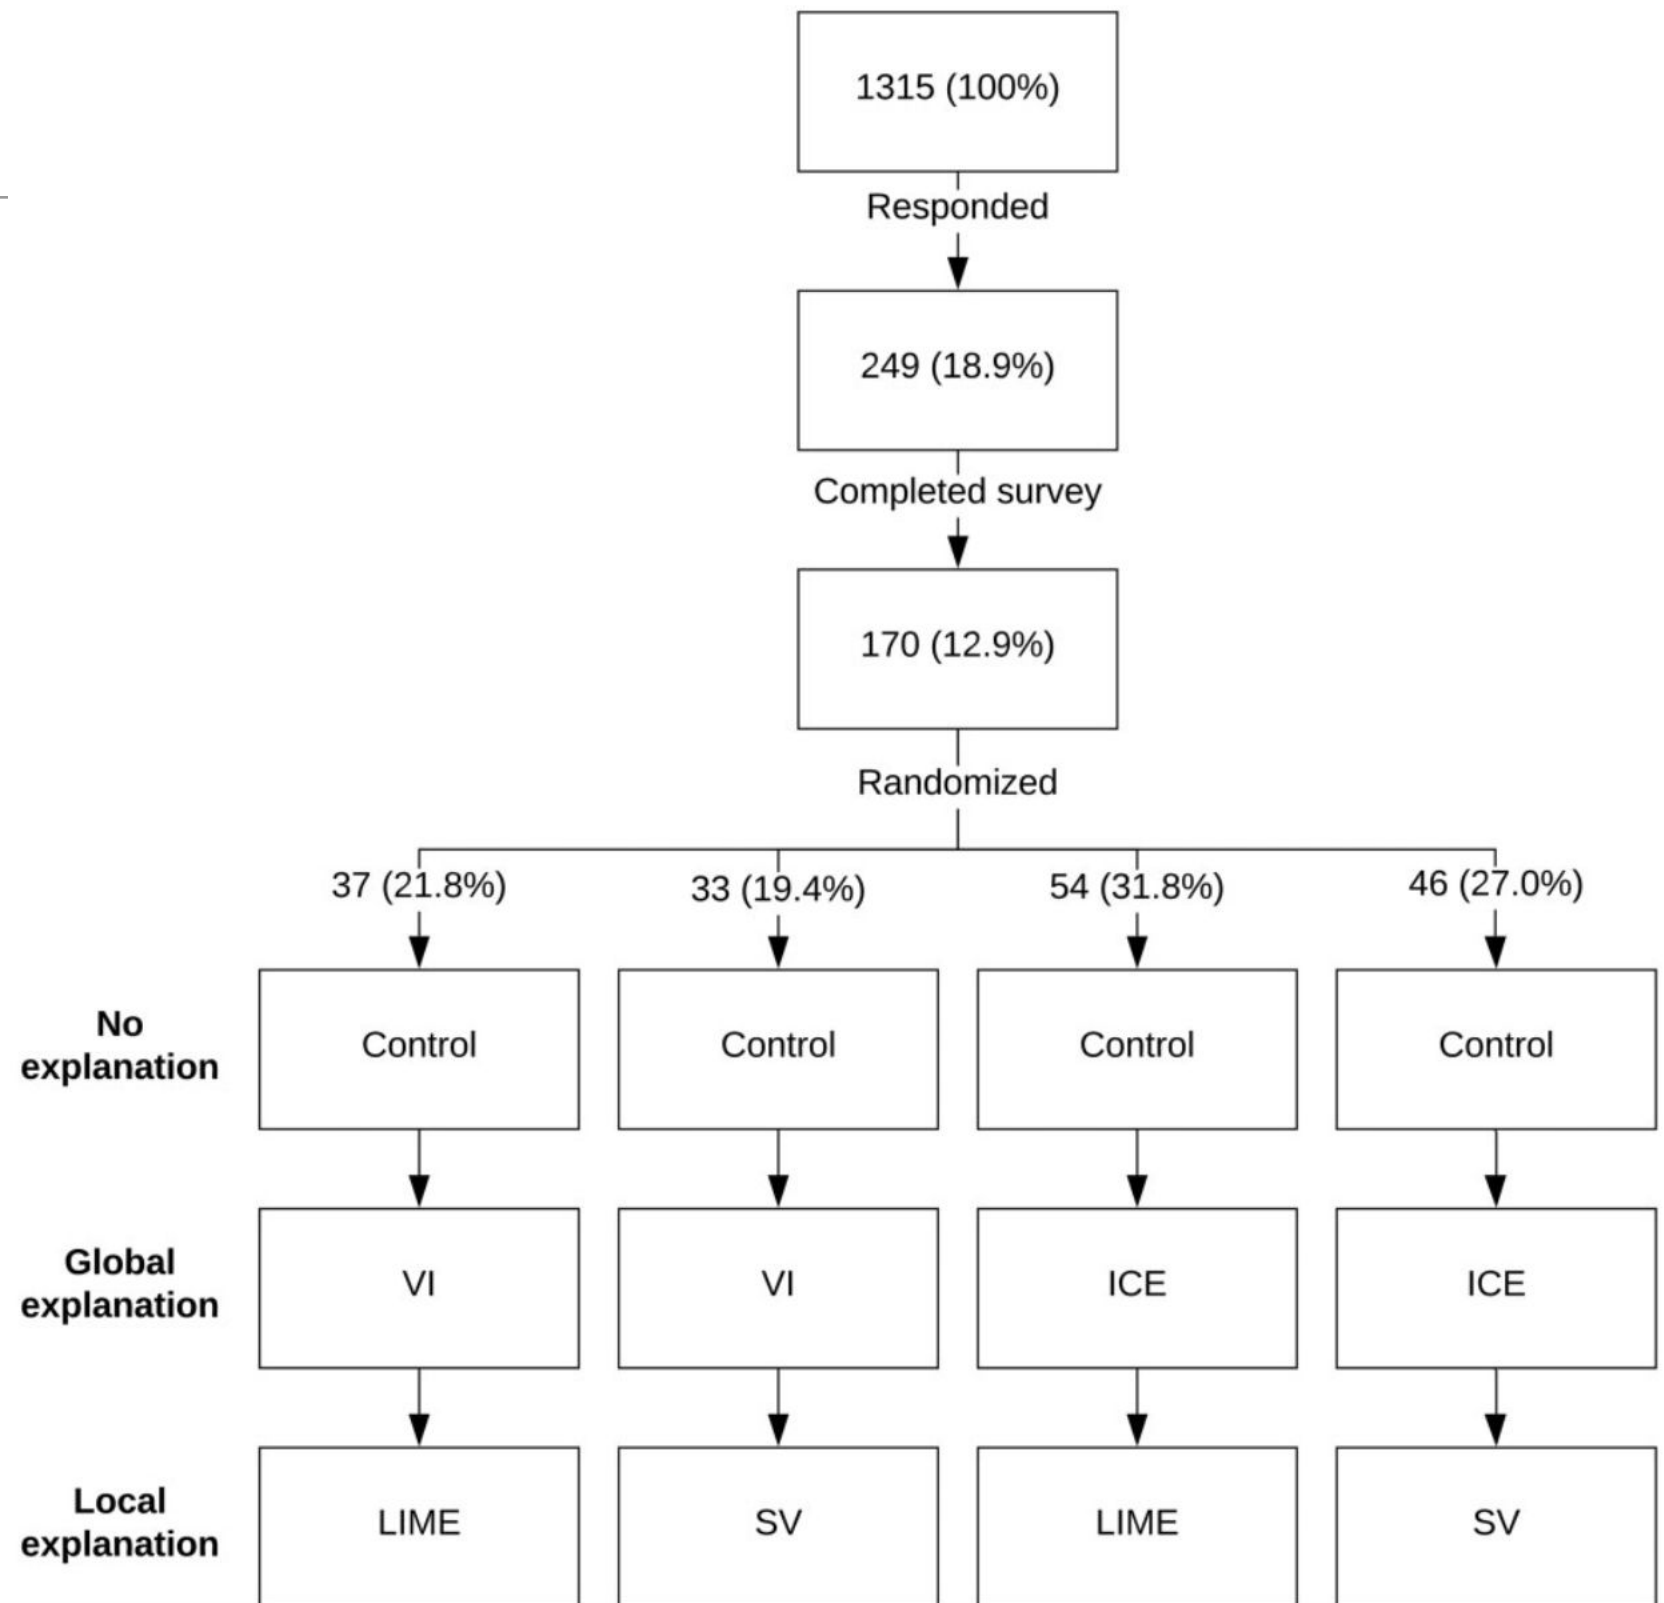 1315 (100%)
Responded
249 (18.9%)
Completed survey
170 (12.9%)
Randomized
37 (21.8%)
33 (19.4%)
54 (31.8%)
46 (27.0%)
No
explanation
Control
Control
Control
Control
Global
explanation
VI
VI
ICE
ICE
Local
explanation
LIME
SV
LIME
SV